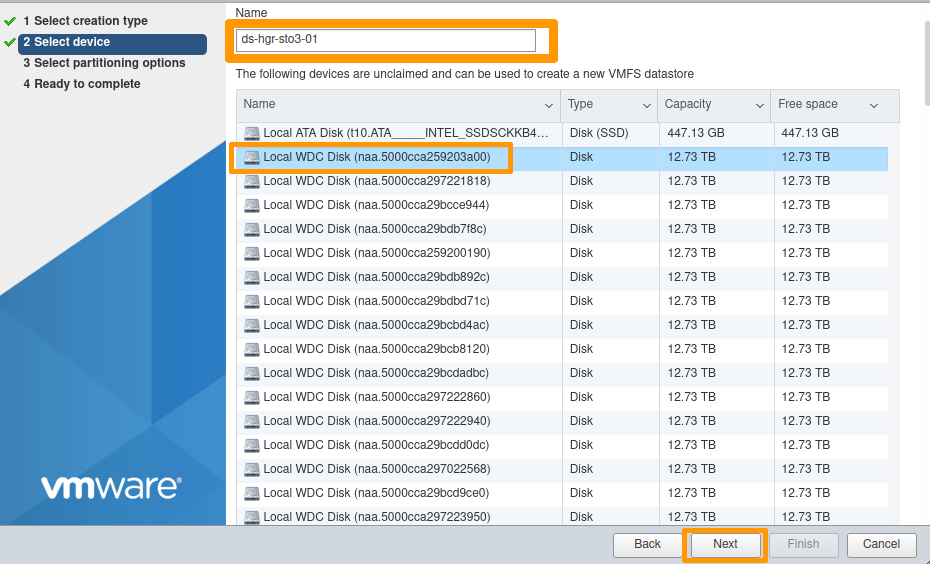 1 Select creation type
2 Select device
3 Select partitioning options
4 Ready to complete
vmware®
Name
ds-hgr-sto3-01
The following devices are unclaimed and can be used to create a new VMFS datastore
Name Type Capacity Free space
Local ATA Disk (t10.ATA_____INTEL_SSDSCKKB4... Disk (SSD) 447.13 GB 447.13 GB
Local WDC Disk (naa.5000cca259203a00) Disk 12.73 TB 12.73 TB
Local WDC Disk (naa.5000cca297221818) Disk 12.73 TB 12.73 TB
Local WDC Disk (naa.5000cca29bcce944) Disk 12.73 TB 12.73 TB
Local WDC Disk (naa.5000cca29bdb7f8c) Disk 12.73 TB 12.73 TB
Local WDC Disk (naa.5000cca259200190) Disk 12.73 TB 12.73 TB
Local WDC Disk (naa.5000cca29bdb892c) Disk 12.73 TB 12.73 TB
Local WDC Disk (naa.5000cca29bdbd71c) Disk 12.73 TB 12.73 TB
Local WDC Disk (naa.5000cca29bcbd4ac) Disk 12.73 TB 12.73 TB
Local WDC Disk (naa.5000cca29bcb8120) Disk 12.73 TB 12.73 TB
Local WDC Disk (naa.5000cca29bcdadbc) Disk 12.73 TB 12.73 TB
Local WDC Disk (naa.5000cca297222860) Disk 12.73 TB 12.73 TB
Local WDC Disk (naa.5000cca297222940) Disk 12.73 TB 12.73 TB
Local WDC Disk (naa.5000cca29bcdd0dc) Disk 12.73 TB 12.73 TB
Local WDC Disk (naa.5000cca297022568) Disk 12.73 TB 12.73 TB
Local WDC Disk (naa.5000cca29bcd9ce0) Disk 12.73 TB 12.73 TB
Local WDC Disk (naa.5000cca297223950) Disk 12.73 TB 12.73 TB
Back Next Finish Cancel